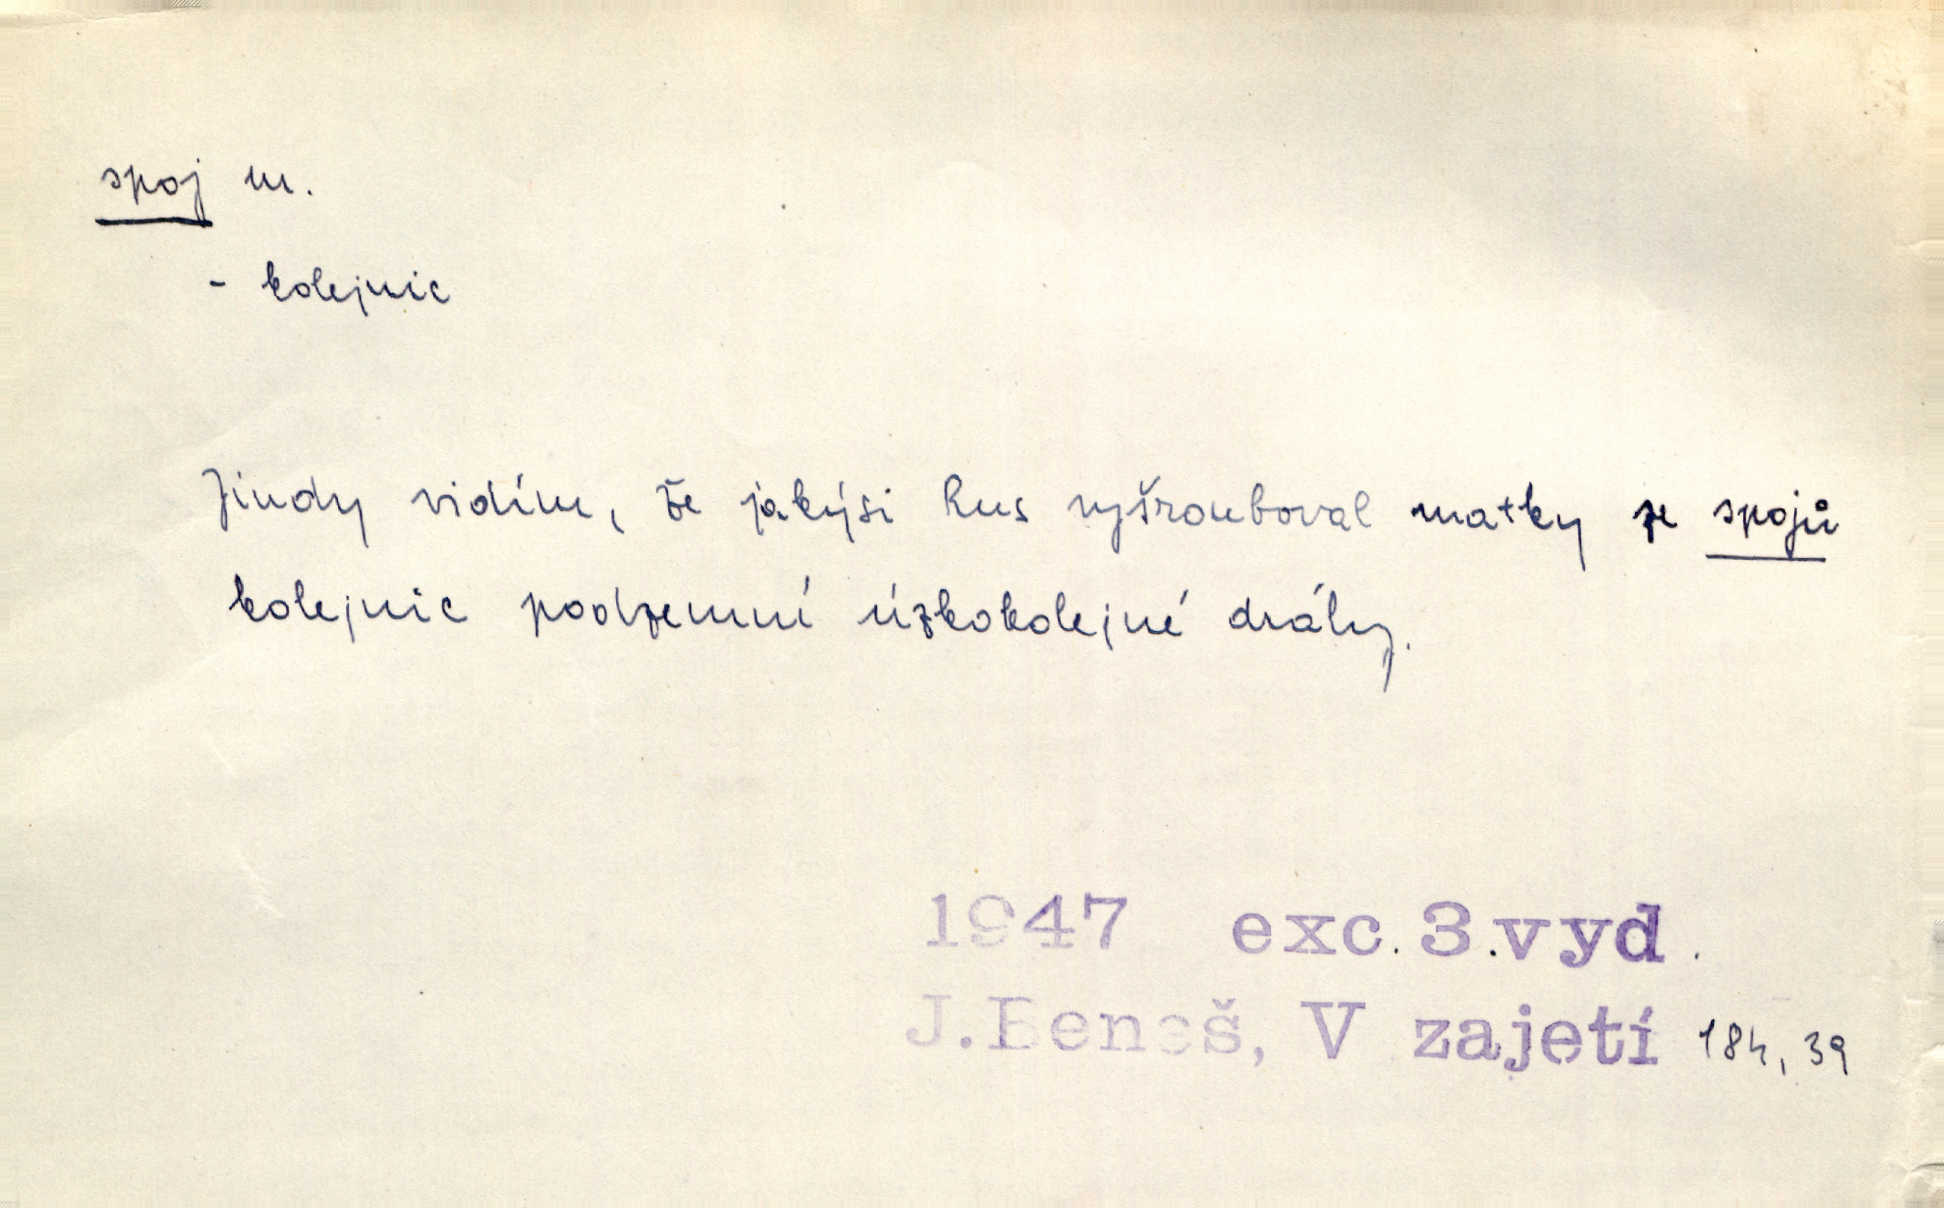 spoj m.
- kolejnic
Jindy vidím, že jakýsi Rus vyšrouboval matky ze spojů
kolejnic podzemní úzkokolejné dráhy.
1947 exc. 3.vyd.
J.Beneš, V zajetí 184, 39